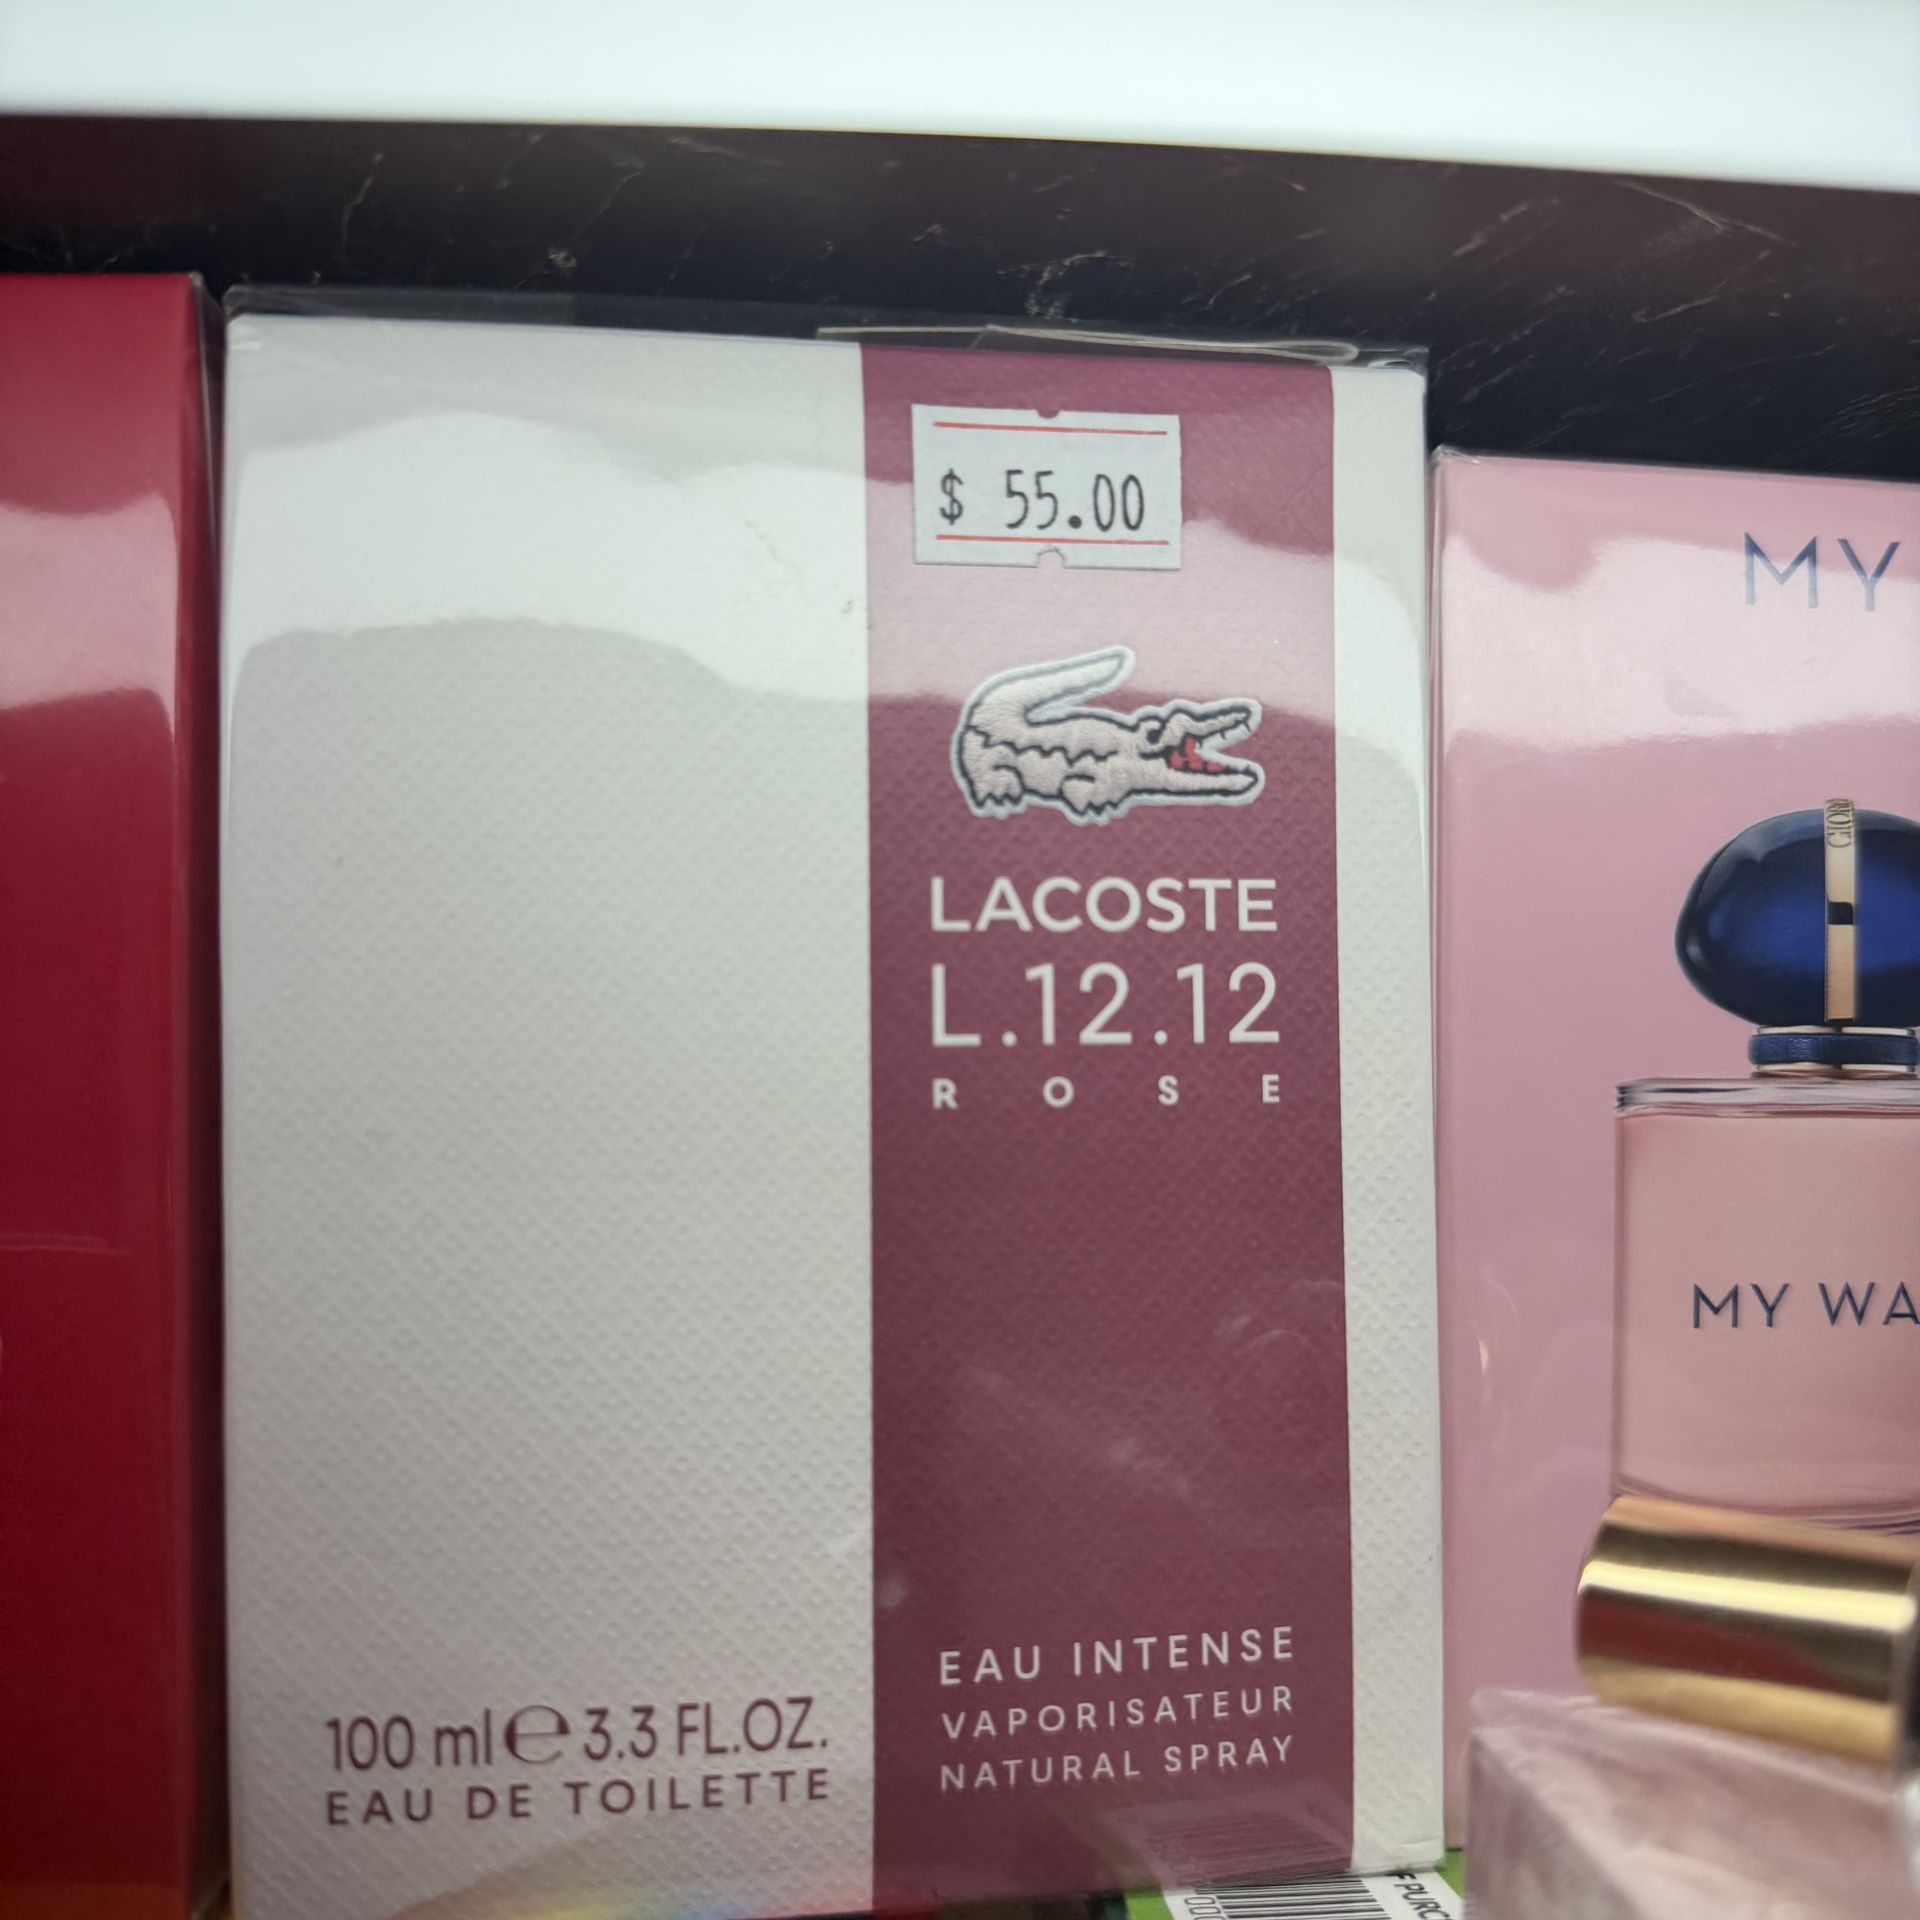 $ 55.00
LACOSTE
L.12.12
ROSE
EAU INTENSE
VAPORISATEUR
NATURAL SPRAY
100 ml e 3.3 FL.OZ.
EAU DE TOILETTE
MY
MY WA